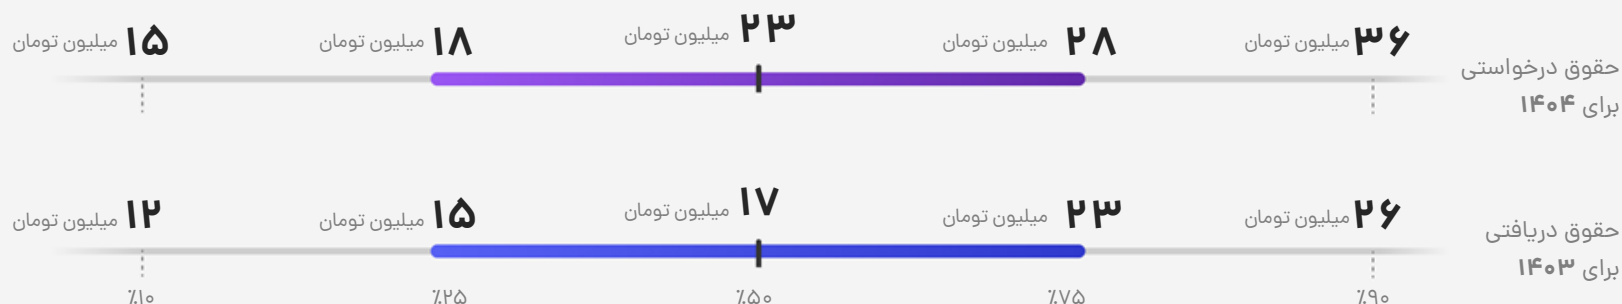 حقوق درخواستی
برای ۱۴۰۴
۳۶ میلیون تومان
۲۸ میلیون تومان
۲۳ میلیون تومان
۱۸ میلیون تومان
۱۵ میلیون تومان
حقوق دریافتی
برای ۱۴۰۳
۲۶ میلیون تومان
۲۳ میلیون تومان
۱۷ میلیون تومان
۱۵ میلیون تومان
۱۲ میلیون تومان
٪۹۰
٪۷۵
٪۵۰
٪۲۵
٪۱۰